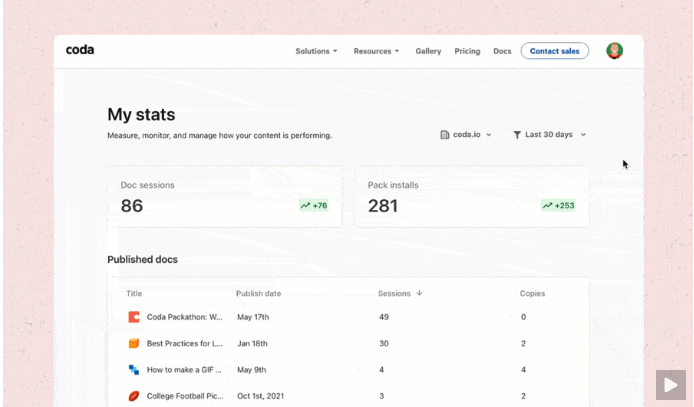 coda Solutions Resources Gallery Pricing Docs Contact sales
My stats
Measure, monitor, and manage how your content is performing.
coda.io Last 30 days
Doc sessions
86 +76
Pack installs
281 +253
Published docs
Title Publish date Sessions Copies
Coda Packathon: W... May 17th 49 0
Best Practices for L... Jan 18th 30 2
How to make a GIF ... May 9th 4 4
College Football Pic... Oct 1st, 2021 3 2